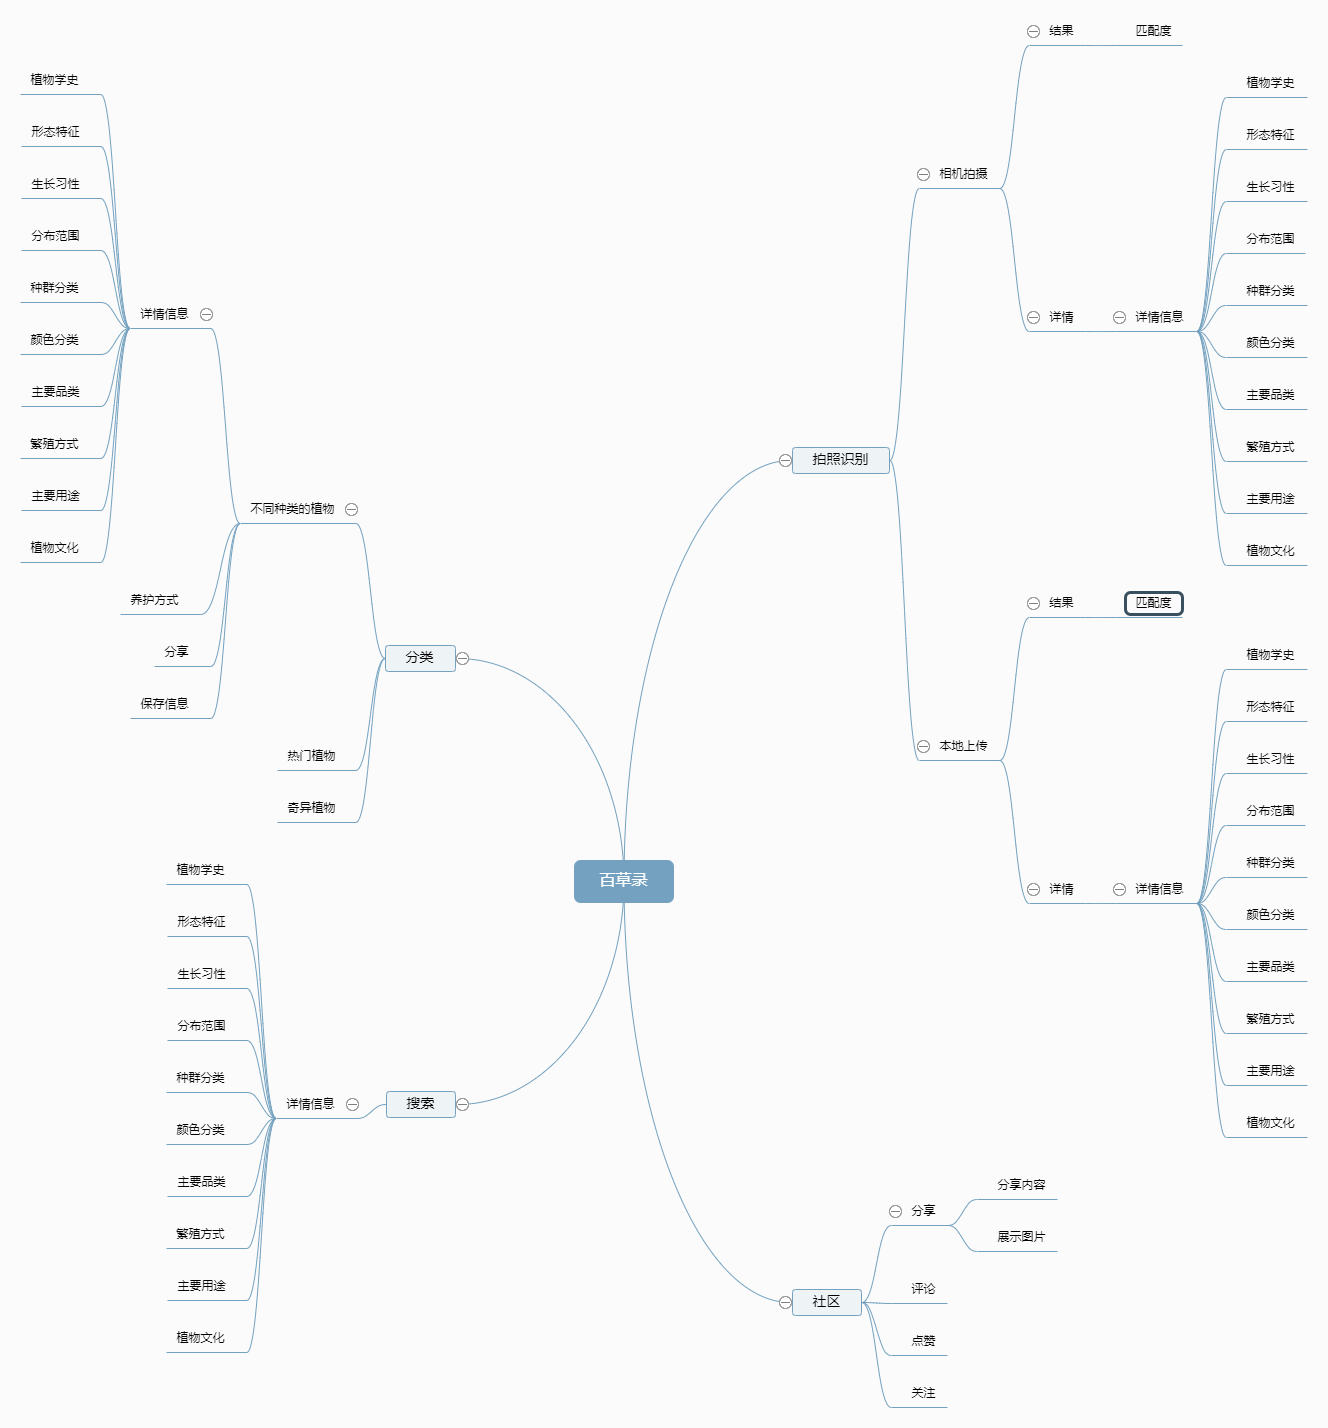 百草录
拍照识别
相机拍摄
结果
匹配度
详情
详情信息
植物学史
形态特征
生长习性
分布范围
种群分类
颜色分类
主要品类
繁殖方式
主要用途
植物文化
本地上传
结果
匹配度
详情
详情信息
植物学史
形态特征
生长习性
分布范围
种群分类
颜色分类
主要品类
繁殖方式
主要用途
植物文化
社区
分享
分享内容
展示图片
评论
点赞
关注
分类
不同种类的植物
详情信息
植物学史
形态特征
生长习性
分布范围
种群分类
颜色分类
主要品类
繁殖方式
主要用途
植物文化
养护方式
分享
保存信息
热门植物
奇异植物
搜索
详情信息
植物学史
形态特征
生长习性
分布范围
种群分类
颜色分类
主要品类
繁殖方式
主要用途
植物文化